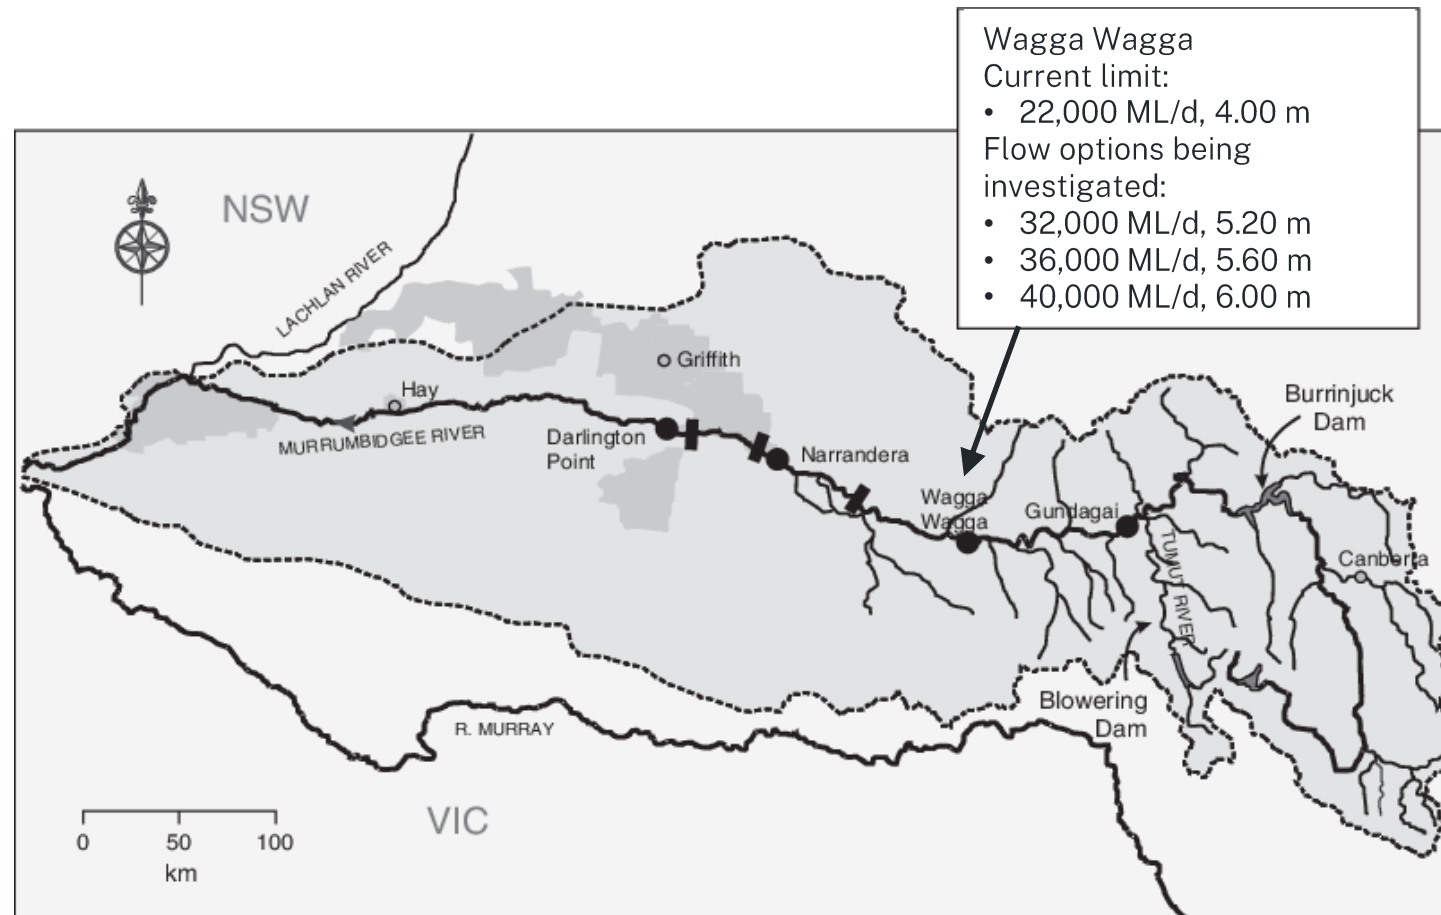 Wagga Wagga
Current limit:
• 22,000 ML/d, 4.00 m
Flow options being
investigated:
• 32,000 ML/d, 5.20 m
• 36,000 ML/d, 5.60 m
• 40,000 ML/d, 6.00 m
NSW
LACHLAN RIVER
Griffith
Hay
Burrinjuck
Dam
MURRUMBIDGEE RIVER
Darlington
Point
Narrandera
Wagga
Wagga
Gundagai
TUMUT RIVER
Canberra
Blowering
Dam
R. MURRAY
VIC
0 50 100
km